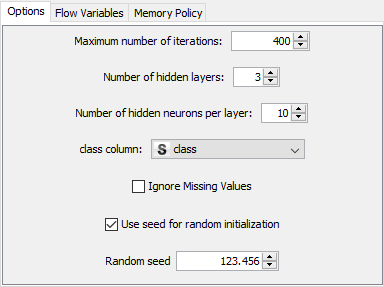 Options Flow Variables Memory Policy
Maximum number of iterations: 400
Number of hidden layers: 3
Number of hidden neurons per layer: 10
class column: S class
Ignore Missing Values
Use seed for random initialization
Random seed 123.456